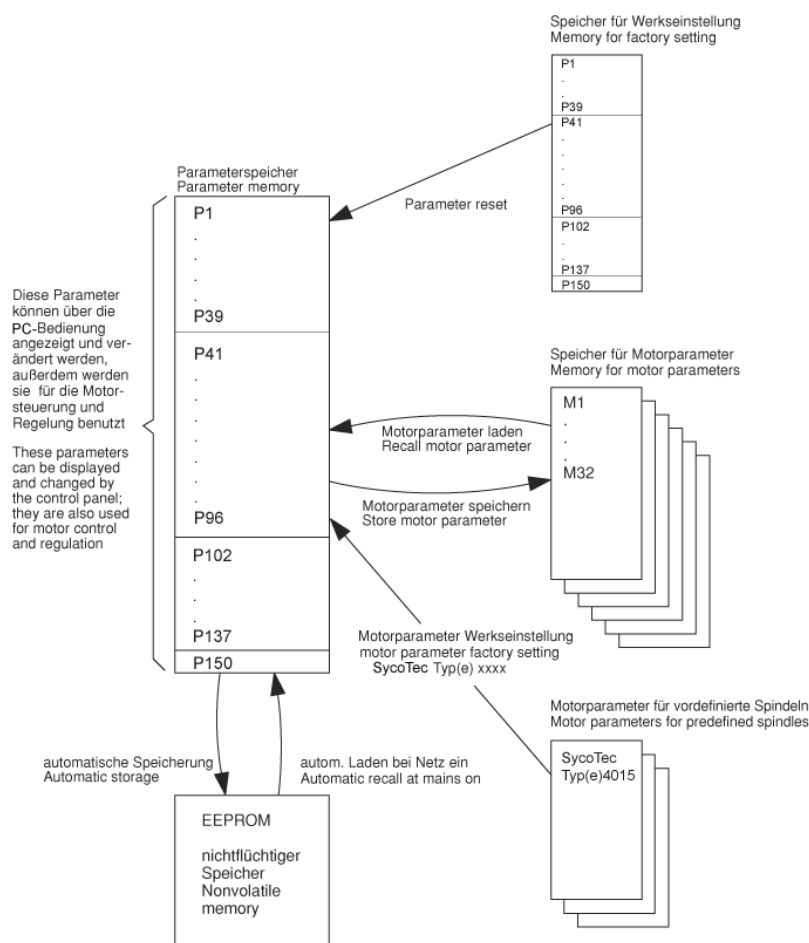 Speicher für Werkseinstellung
Memory for factory setting
P1
.
.
P39
P41
.
.
.
.
.
P96
P102
.
.
P137
P150
Parameterspeicher
Parameter memory
P1
.
.
.
.
P39
P41
.
.
.
.
.
.
P96
P102
.
.
.
P137
P150
Parameter reset
Diese Parameter
können über die
PC-Bedienung
angezeigt und ver-
ändert werden,
außerdem werden
sie für die Motor-
steuerung und
Regelung benutzt
These parameters
can be displayed
and changed by
the control panel;
they are also used
for motor control
and regulation
Speicher für Motorparameter
Memory for motor parameters
M1
.
.
.
M32
Motorparameter laden
Recall motor parameter
Motorparameter speichern
Store motor parameter
Motorparameter Werkseinstellung
motor parameter factory setting
SycoTec Typ(e) xxxx
Motorparameter für vordefinierte Spindeln
Motor parameters for predefined spindles
SycoTec
Typ(e)4015
automatische Speicherung
Automatic storage
autom. Laden bei Netz ein
Automatic recall at mains on
EEPROM
nichtflüchtiger
Speicher
Nonvolatile
memory